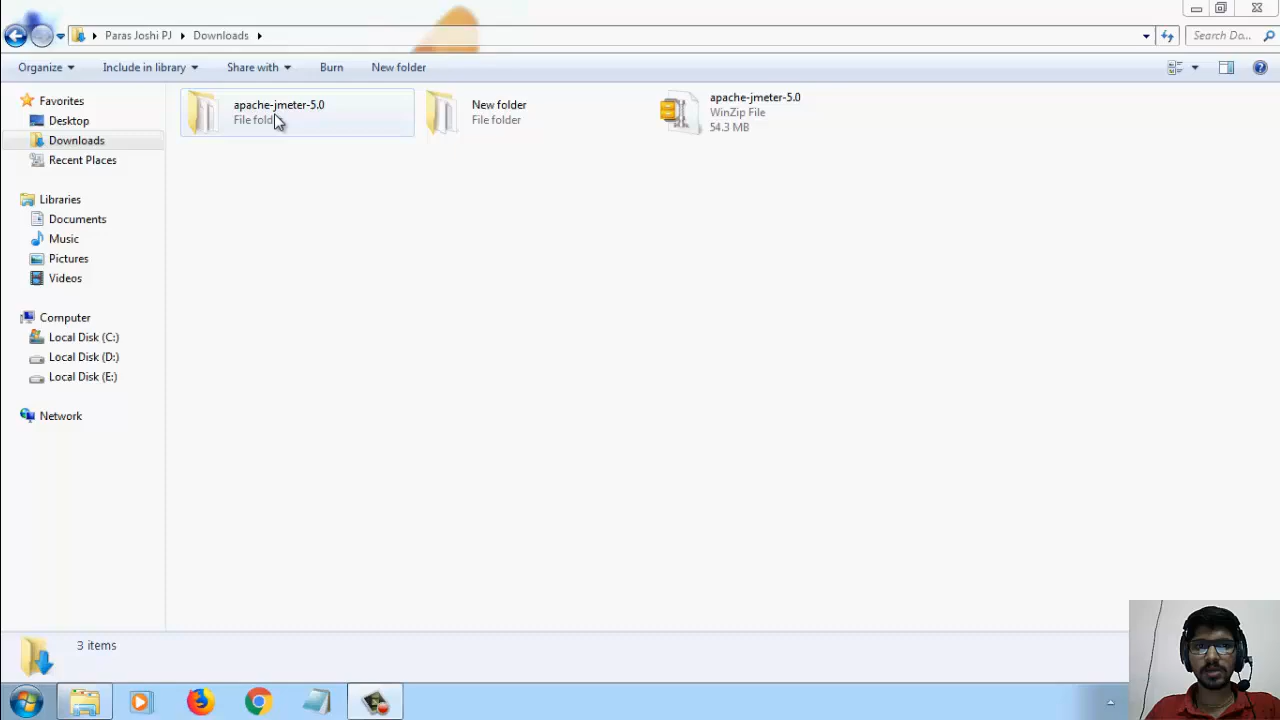 Paras Joshi PJ Downloads Search Do...
Organize Include in library Share with Burn New folder
Favorites
Desktop
Downloads
Recent Places
Libraries
Documents
Music
Pictures
Videos
Computer
Local Disk (C:)
Local Disk (D:)
Local Disk (E:)
Network
apache-jmeter-5.0
File fold
New folder
File folder
apache-jmeter-5.0
WinZip File
54.3 MB
3 items